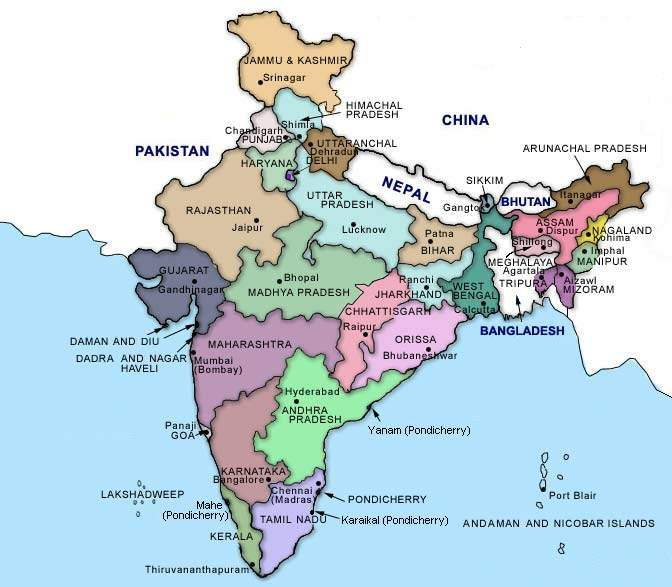 JAMMU & KASHMIR
Srinagar
HIMACHAL
PRADESH
CHINA
Shimla
Chandigarh
PUNJAB
UTTARANCHAL
Dehradun
PAKISTAN
HARYANA
DELHI
ARUNACHAL PRADESH
NEPAL
SIKKIM
Gangtok
BHUTAN
Itanagar
UTTAR
PRADESH
RAJASTHAN
Jaipur
Lucknow
Patna
BIHAR
ASSAM
Dispur
NAGALAND
Kohima
Shillong
Imphal
MANIPUR
MEGHALAYA
Agartala
TRIPURA
Aizawl
MIZORAM
GUJARAT
Gandhinagar
Bhopal
MADHYA PRADESH
Ranchi
JHARKHAND
WEST
BENGAL
Calcutta
CHHATTISGARH
Raipur
BANGLADESH
DAMAN AND DIU
DADRA AND NAGAR
HAVELI
MAHARASHTRA
Mumbai
(Bombay)
ORISSA
Bhubaneshwar
Hyderabad
ANDHRA
PRADESH
Yanam (Pondicherry)
Panaji
GOA
KARNATAKA
Bangalore
Chennai
(Madras)
PONDICHERRY
LAKSHADWEEP
Mahe
(Pondicherry)
TAMIL NADU
Karaikal (Pondicherry)
KERALA
Thiruvananthapuram
Port Blair
ANDAMAN AND NICOBAR ISLANDS